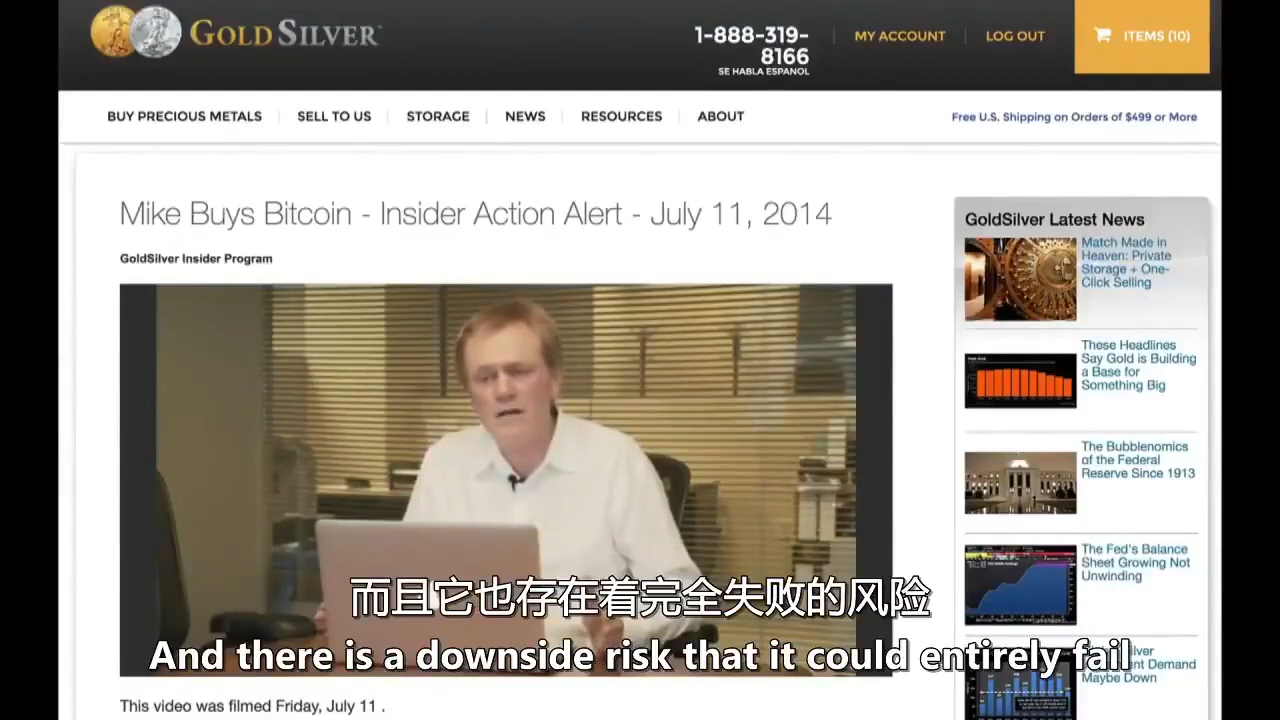 GOLDSILVER
1-888-319-
8166
SE HABLA ESPANOL
MY ACCOUNT
LOG OUT
ITEMS (10)
BUY PRECIOUS METALS
SELL TO US
STORAGE
NEWS
RESOURCES
ABOUT
Free U.S. Shipping on Orders of $499 or More
Mike Buys Bitcoin - Insider Action Alert - July 11, 2014
GoldSilver Insider Program
GoldSilver Latest News
Match Made in
Heaven: Private
Storage + One-
Click Selling
These Headlines
Say Gold is Building
a Base for
Something Big
The Bubblenomics
of the Federal
Reserve Since 1913
The Fed's Balance
Sheet Growing Not
Unwinding
Demand
Maybe Down
而且它也存在着完全失败的风险
And there is a downside risk that it could entirely fail
This video was filmed Friday, July 11 .